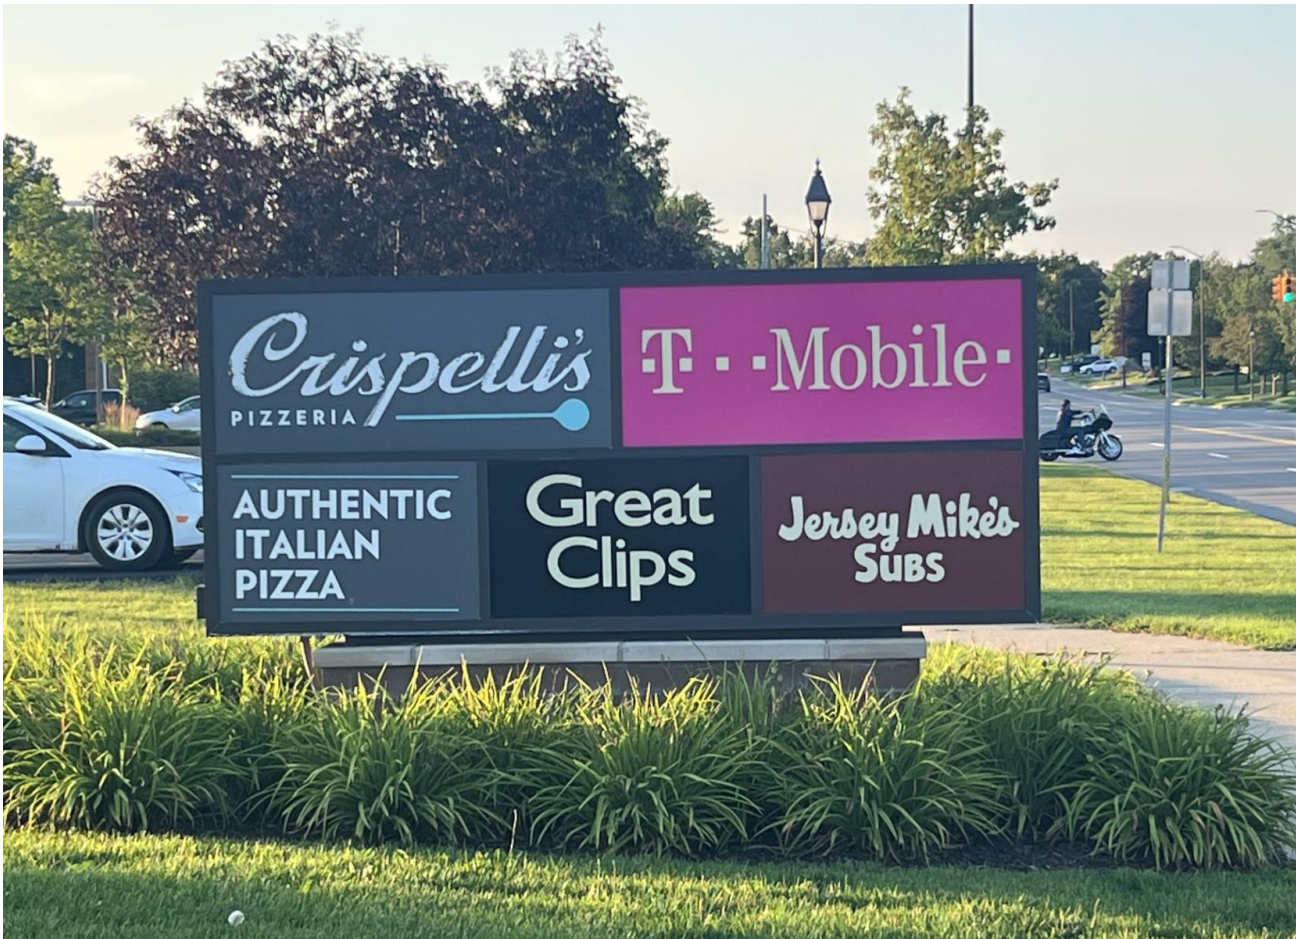 Crispelli's
PIZZERIA
T · · ·Mobile·
AUTHENTIC
ITALIAN
PIZZA
Great
Clips
Jersey Mike's
SUBS